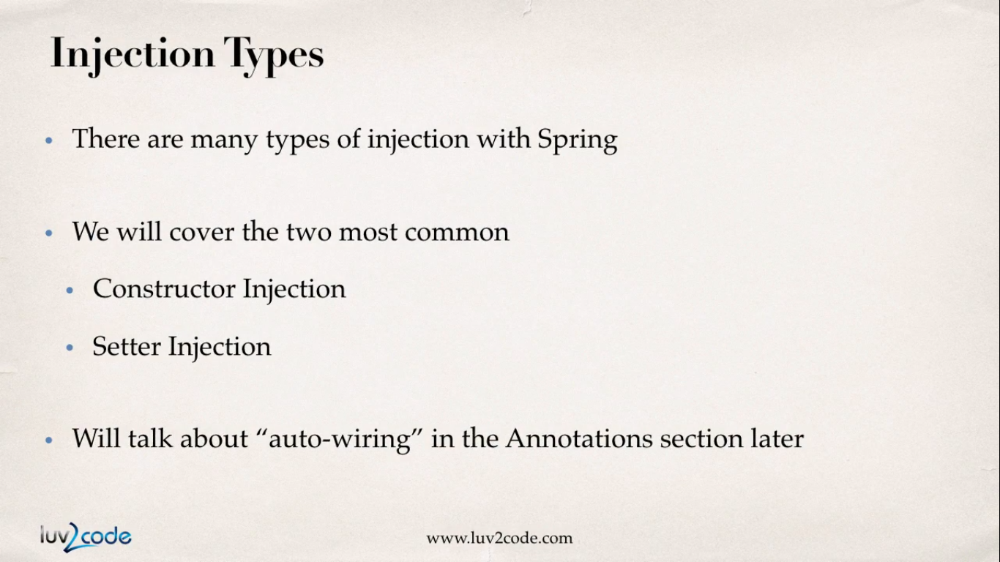 Injection Types
• There are many types of injection with Spring
• We will cover the two most common
• Constructor Injection
• Setter Injection
• Will talk about “auto-wiring” in the Annotations section later
luv2code
www.luv2code.com